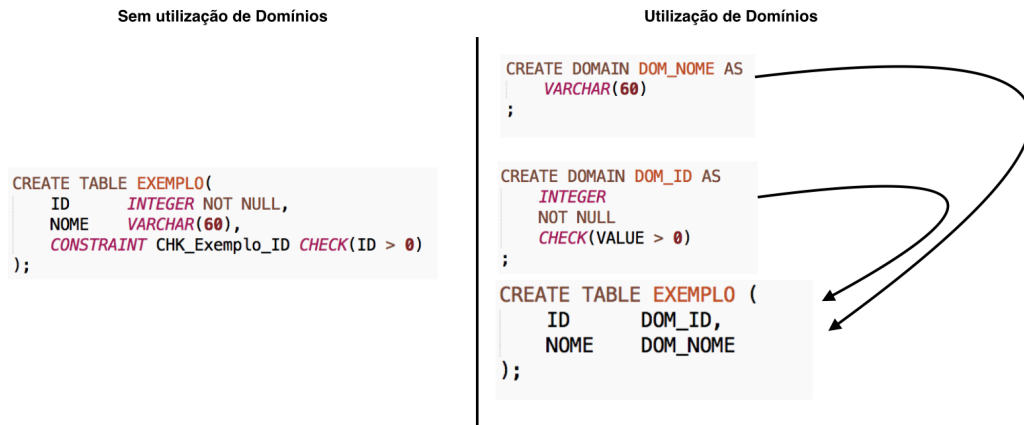 Sem utilização de Domínios
CREATE TABLE EXEMPLO(
ID INTEGER NOT NULL,
NOME VARCHAR(60),
CONSTRAINT CHK_Exemplo_ID CHECK(ID > 0)
);
Utilização de Domínios
CREATE DOMAIN DOM_NOME AS
VARCHAR(60)
;
CREATE DOMAIN DOM_ID AS
INTEGER
NOT NULL
CHECK(VALUE > 0)
;
CREATE TABLE EXEMPLO (
ID DOM_ID,
NOME DOM_NOME
);